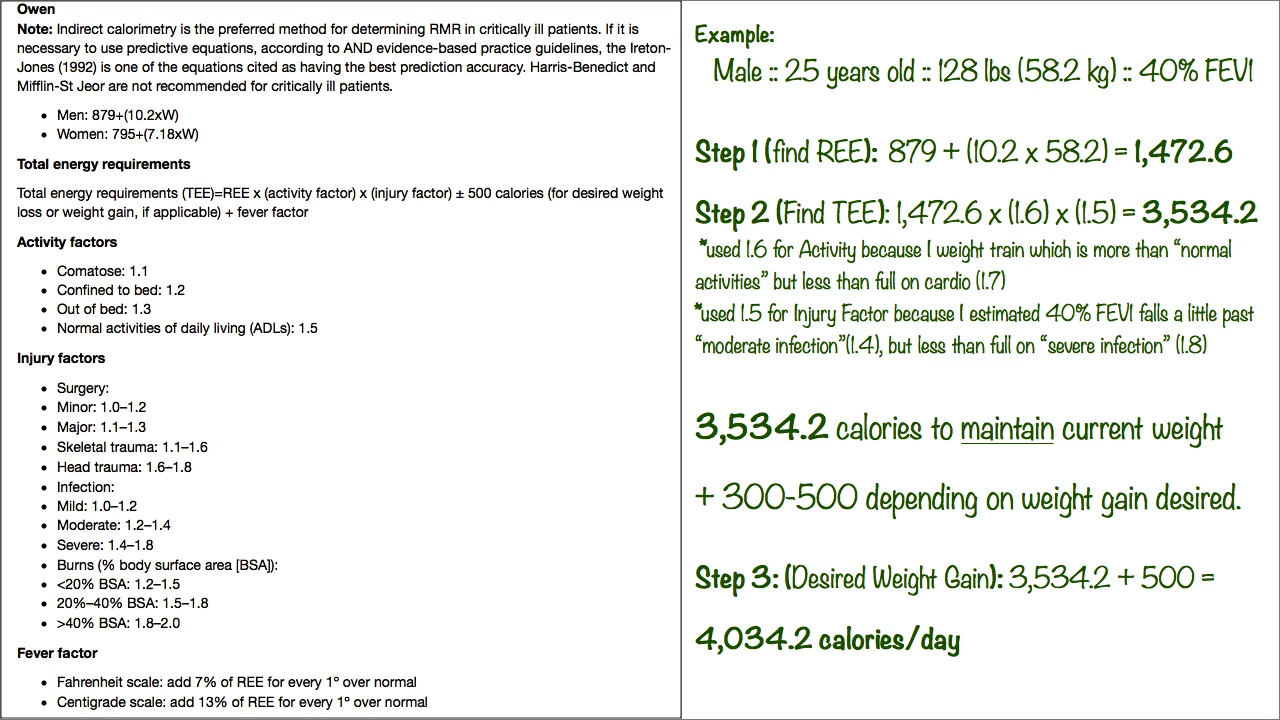 Owen
Note: Indirect calorimetry is the preferred method for determining RMR in critically ill patients. If it is
necessary to use predictive equations, according to AND evidence-based practice guidelines, the Ireton-
Jones (1992) is one of the equations cited as having the best prediction accuracy. Harris-Benedict and
Mifflin-St Jeor are not recommended for critically ill patients.
• Men: 879+(10.2xW)
• Women: 795+(7.18xW)
Total energy requirements
Total energy requirements (TEE)=REE x (activity factor) x (injury factor) ± 500 calories (for desired weight
loss or weight gain, if applicable) + fever factor
Activity factors
• Comatose: 1.1
• Confined to bed: 1.2
• Out of bed: 1.3
• Normal activities of daily living (ADLs): 1.5
Injury factors
• Surgery:
• Minor: 1.0–1.2
• Major: 1.1–1.3
• Skeletal trauma: 1.1–1.6
• Head trauma: 1.6–1.8
• Infection:
• Mild: 1.0–1.2
• Moderate: 1.2–1.4
• Severe: 1.4–1.8
• Burns (% body surface area [BSA]):
• <20% BSA: 1.2–1.5
• 20%–40% BSA: 1.5–1.8
• >40% BSA: 1.8–2.0
Fever factor
• Fahrenheit scale: add 7% of REE for every 1º over normal
• Centigrade scale: add 13% of REE for every 1º over normal
Example:
Male :: 25 years old :: 128 lbs (58.2 kg) :: 40% FEV1
Step 1 (find REE): 879 + (10.2 x 58.2) = 1,472.6
Step 2 (Find TEE): 1,472.6 x (1.6) x (1.5) = 3,534.2
*used 1.6 for Activity because I weight train which is more than “normal
activities” but less than full on cardio (1.7)
*used 1.5 for Injury Factor because I estimated 40% FEV1 falls a little past
“moderate infection”(1.4), but less than full on “severe infection” (1.8)
3,534.2 calories to maintain current weight
+ 300-500 depending on weight gain desired.
Step 3: (Desired Weight Gain): 3,534.2 + 500 =
4,034.2 calories/day